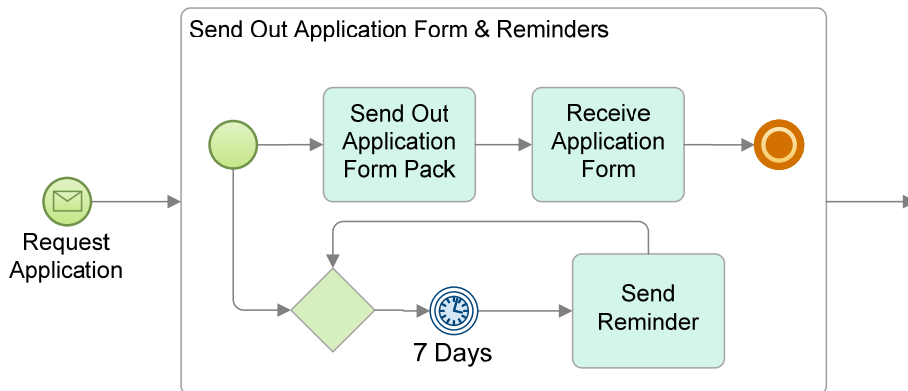 Send Out Application Form & Reminders
Send Out
Application
Form Pack
Receive
Application
Form
Request
Application
Send
Reminder
7 Days